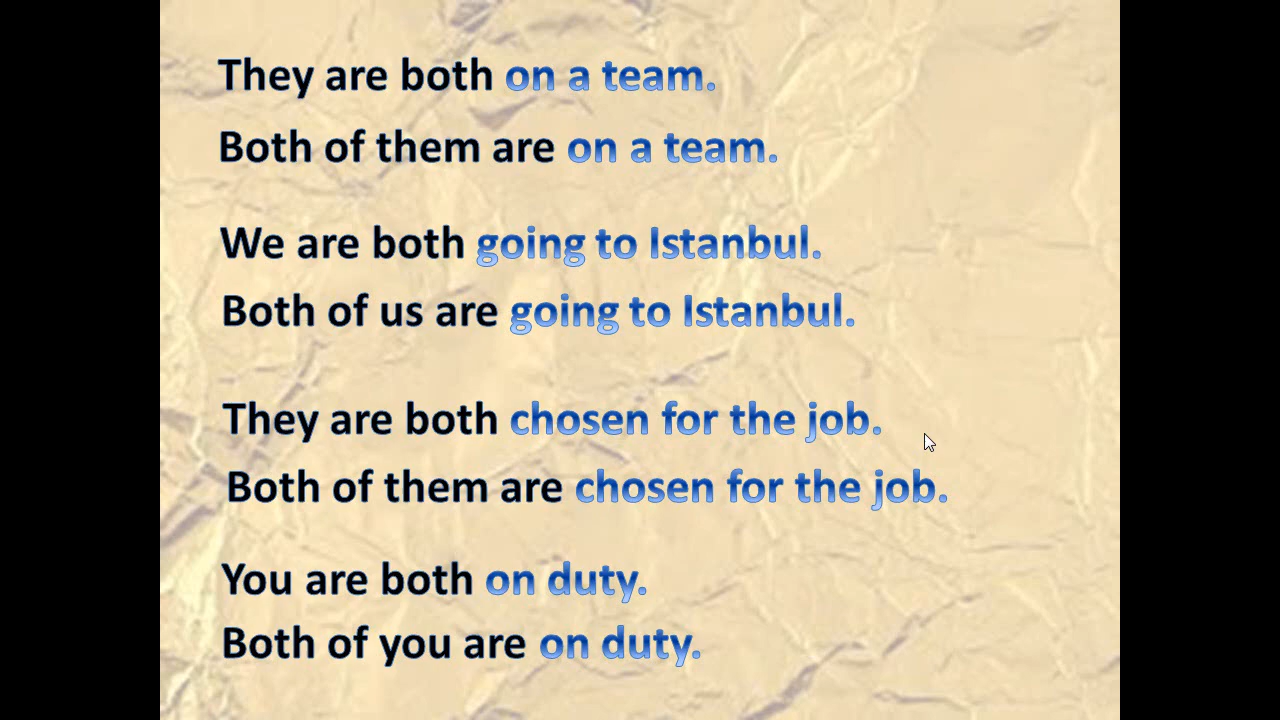 They are both on a team.
Both of them are on a team.
We are both going to Istanbul.
Both of us are going to Istanbul.
They are both chosen for the job.
Both of them are chosen for the job.
You are both on duty.
Both of you are on duty.